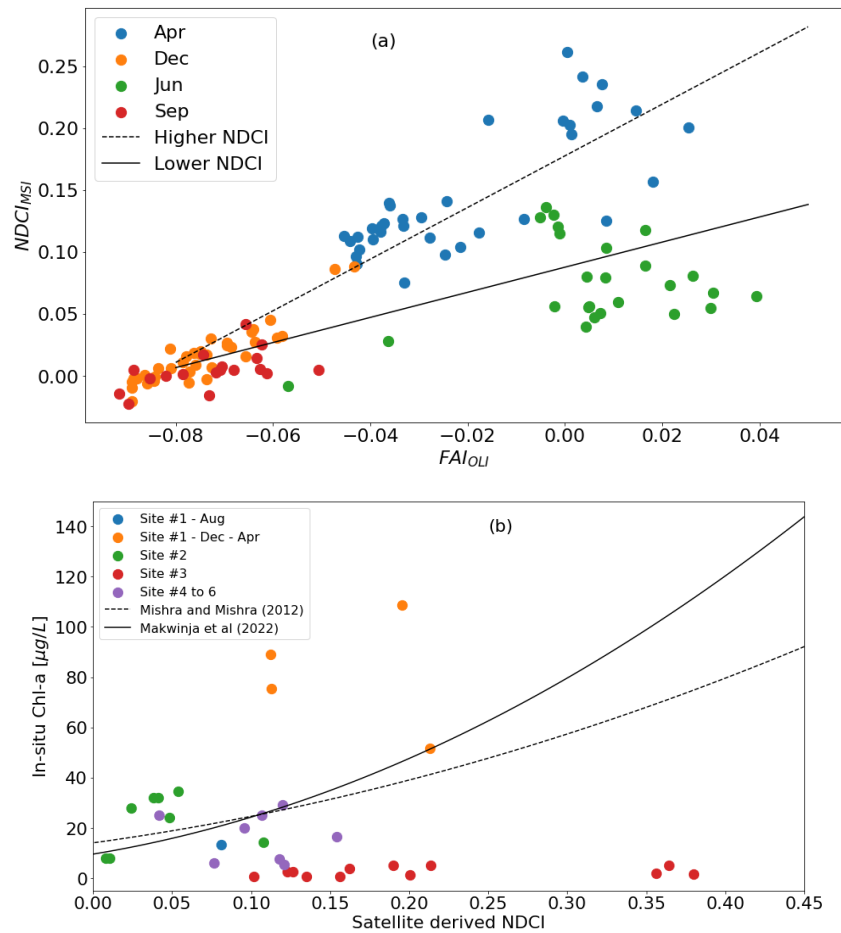 (a)
Apr
Dec
Jun
Sep
Higher NDCI
Lower NDCI
0.25
0.20
0.15
0.10
0.05
0.00
NDCI_MSI
−0.08 −0.06 −0.04 −0.02 0.00 0.02 0.04
FAI_OLI
(b)
Site #1 - Aug
Site #1 - Dec - Apr
Site #2
Site #3
Site #4 to 6
Mishra and Mishra (2012)
Makwinja et al (2022)
140
120
100
80
60
40
20
0
In-situ Chl-a [μg/L]
0.00 0.05 0.10 0.15 0.20 0.25 0.30 0.35 0.40 0.45
Satellite derived NDCI